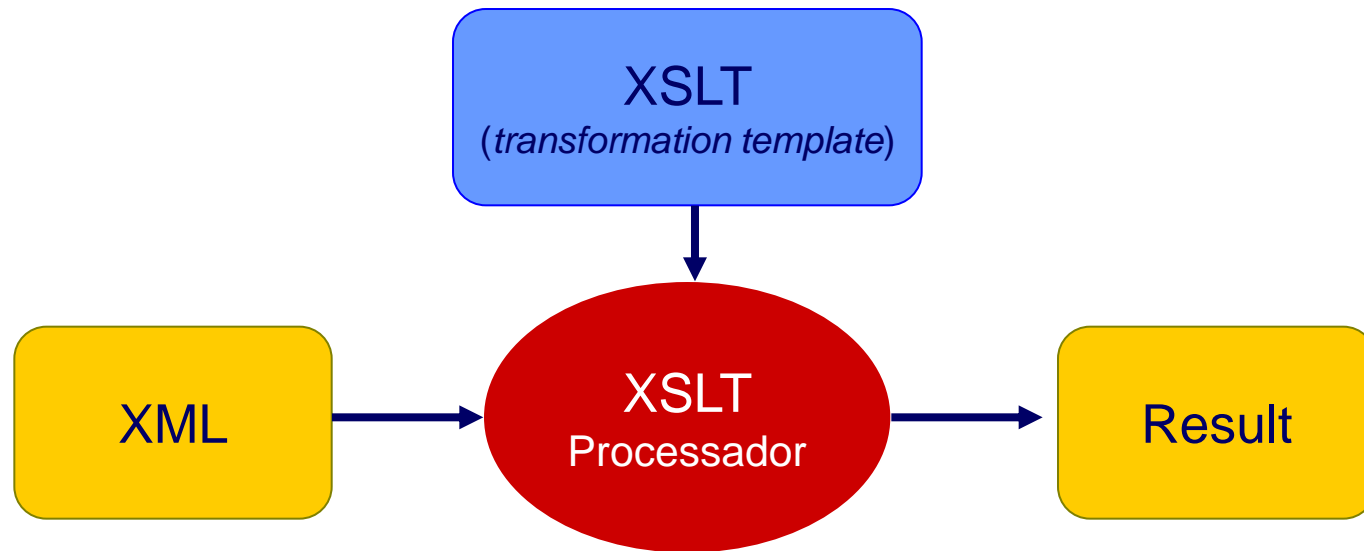 XSLT
(transformation template)
XML
XSLT
Processador
Result